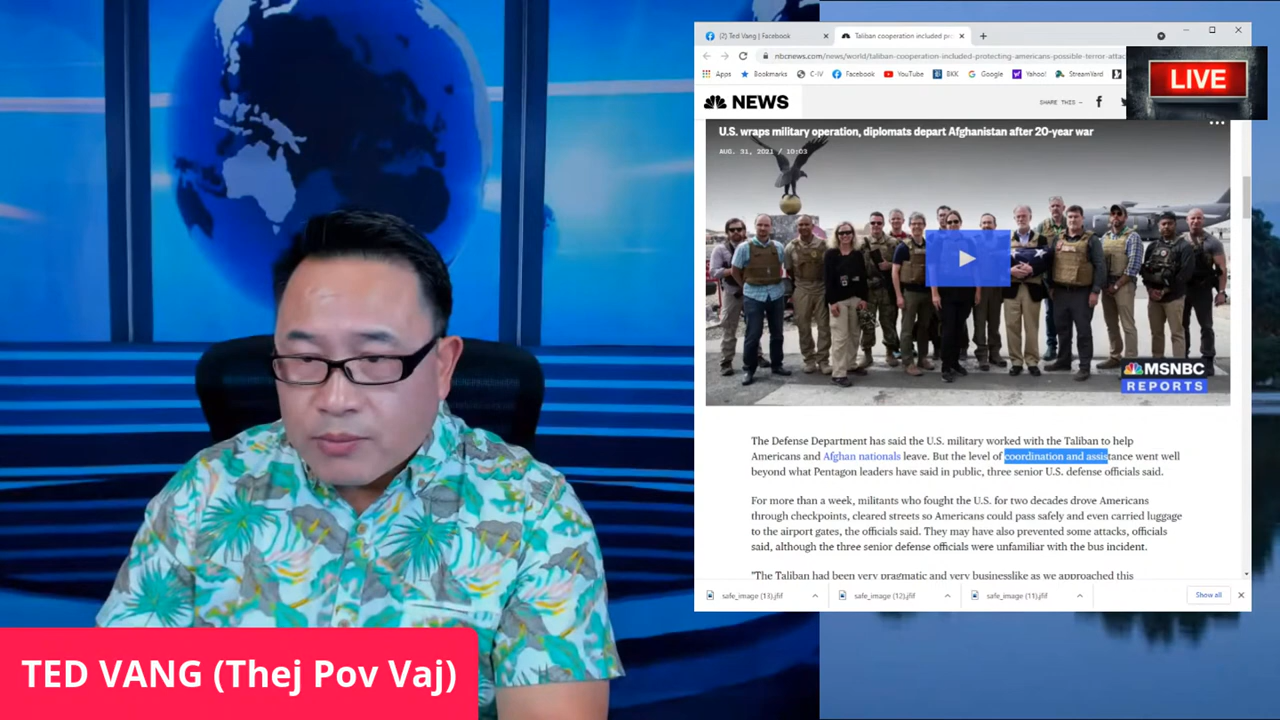 TED VANG (Thej Pov Vaj)
(2) Ted Vang | Facebook
Taliban cooperation included pr
nbcnews.com/news/world/taliban-cooperation-included-protecting-americans-possible-terror-attac
Apps Bookmarks C-IV Facebook YouTube BKK Google Yahoo! StreamYard
LIVE
NEWS
SHARE THIS
U.S. wraps military operation, diplomats depart Afghanistan after 20-year war
AUG. 31, 2021 / 10:03
MSNBC
REPORTS
The Defense Department has said the U.S. military worked with the Taliban to help
Americans and Afghan nationals leave. But the level of coordination and assistance went well
beyond what Pentagon leaders have said in public, three senior U.S. defense officials said.
For more than a week, militants who fought the U.S. for two decades drove Americans
through checkpoints, cleared streets so Americans could pass safely and even carried luggage
to the airport gates, the officials said. They may have also prevented some attacks, officials
said, although the three senior defense officials were unfamiliar with the bus incident.
"The Taliban had been very pragmatic and very businesslike as we approached this
safe_image (13).jfif
safe_image (12).jfif
safe_image (11).jfif
Show all